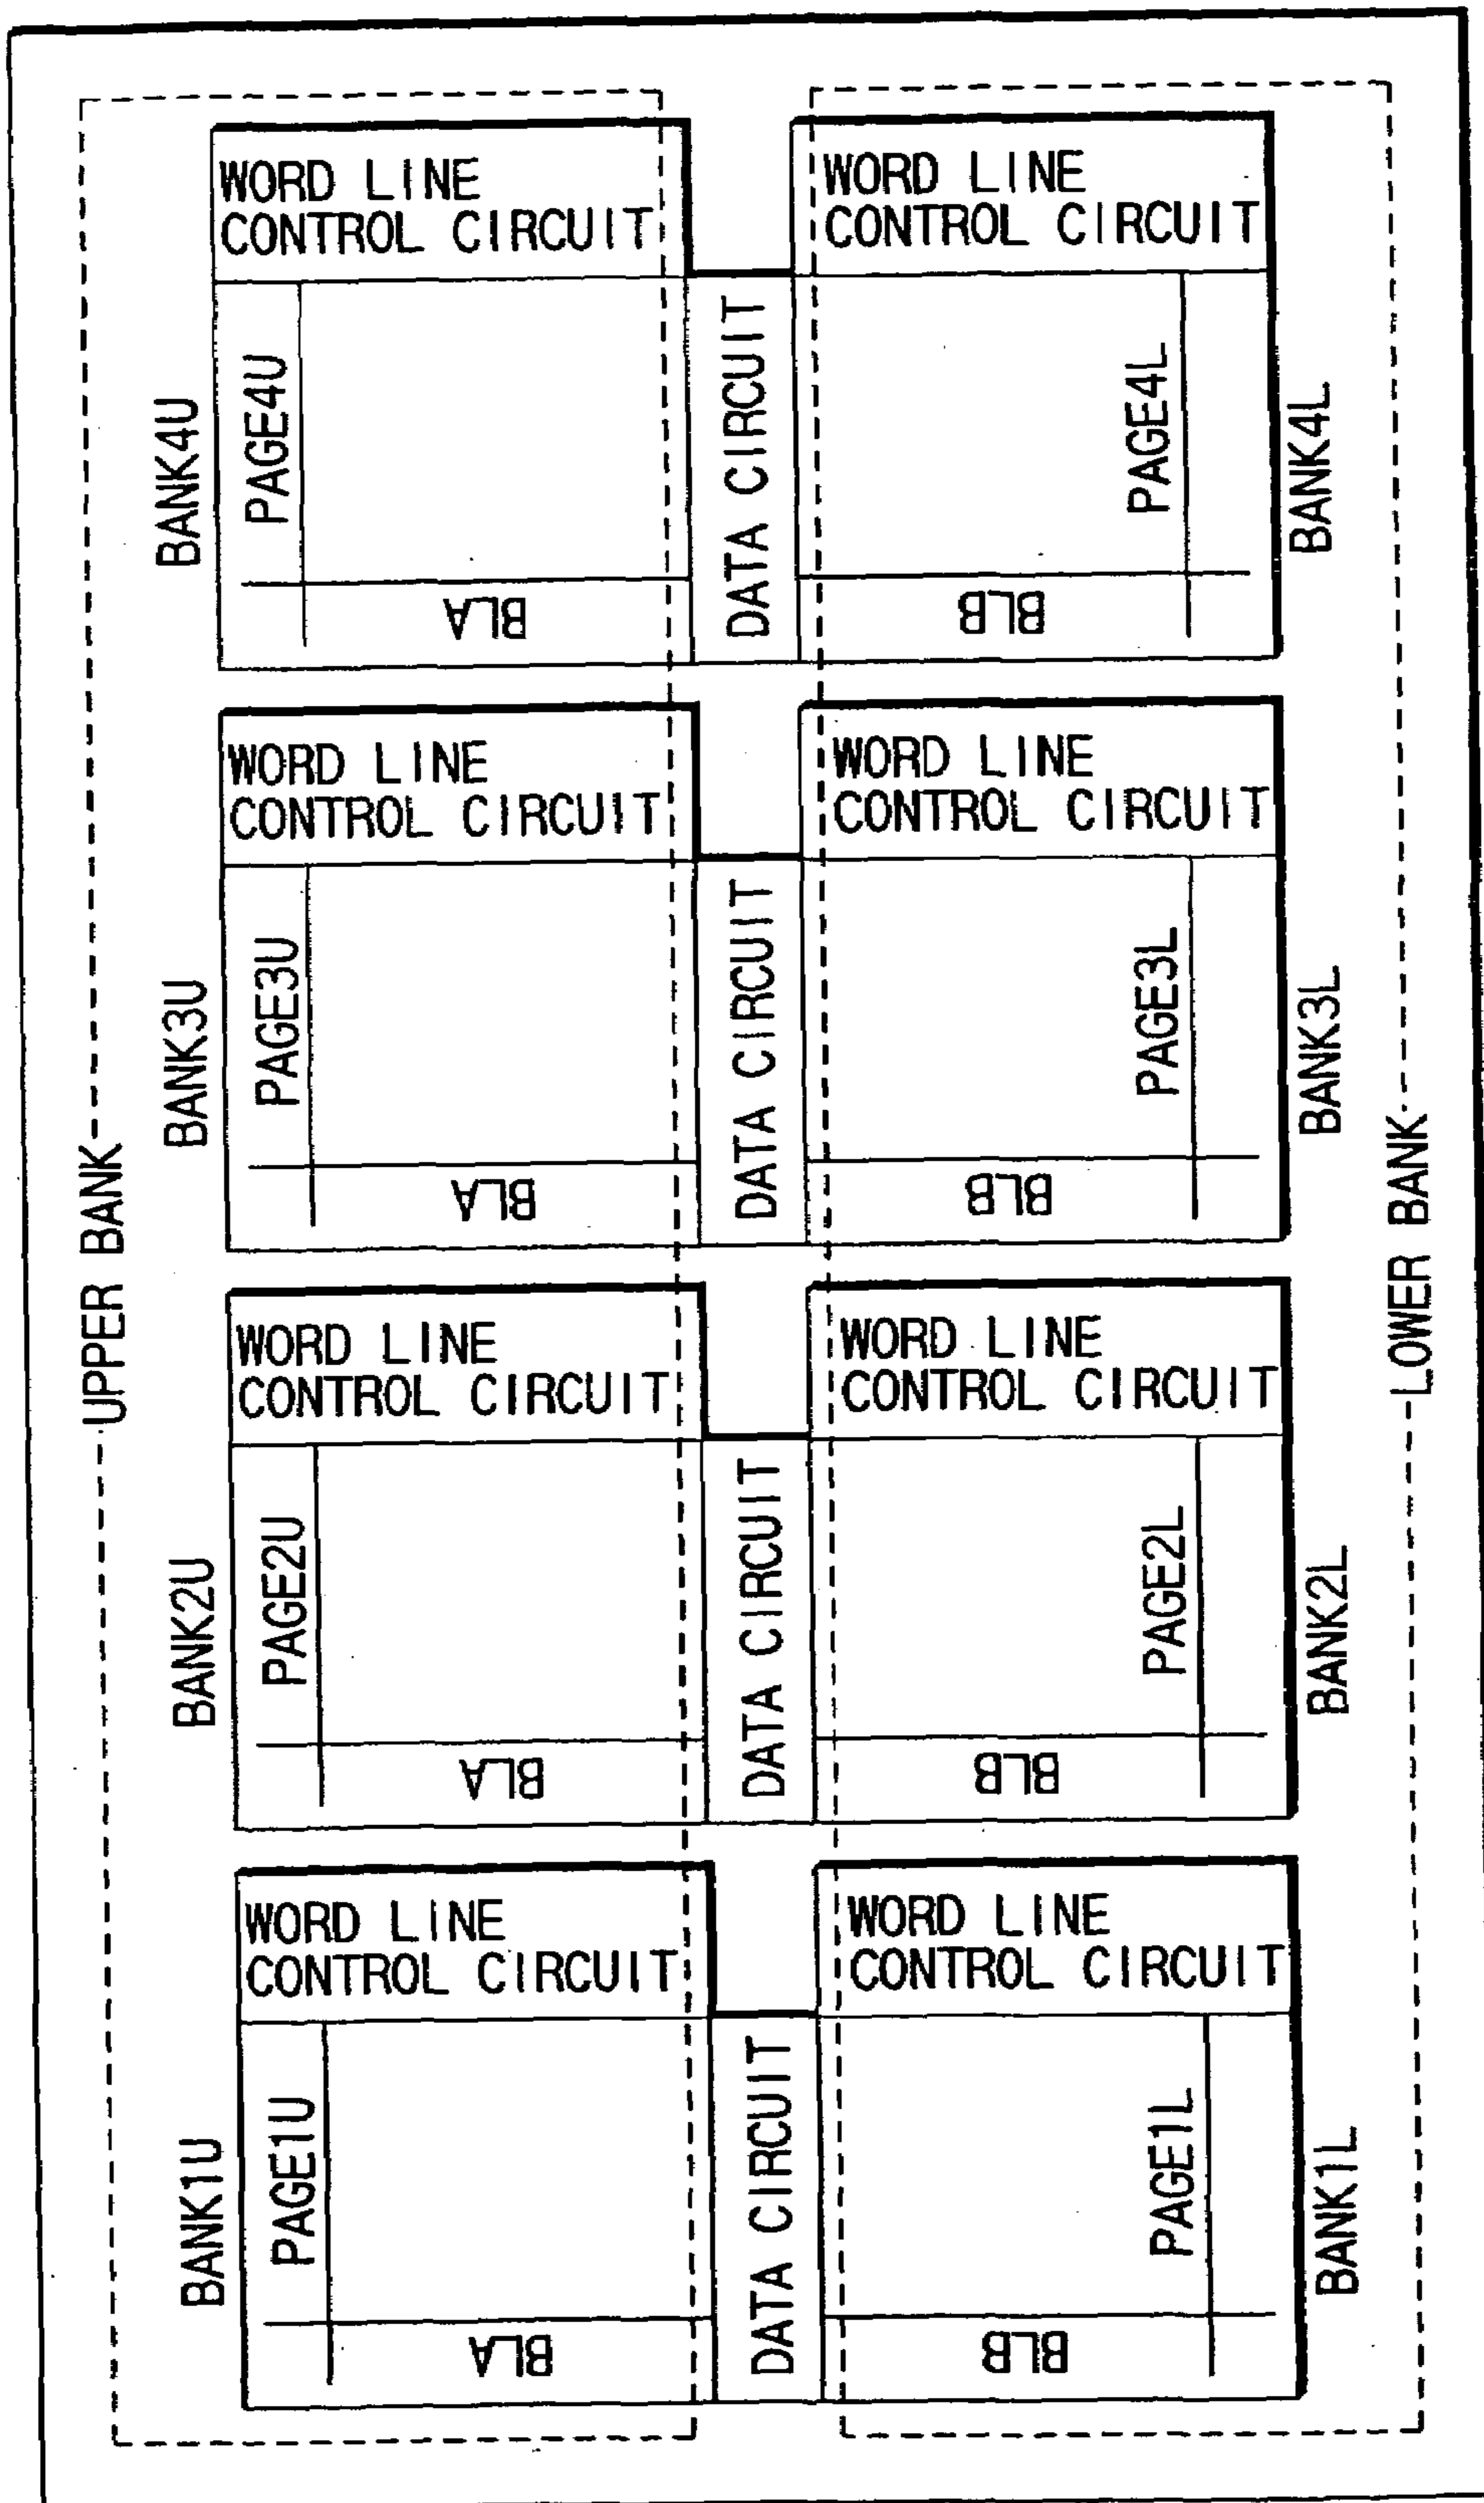 WORD LINE
CONTROL CIRCUIT
WORD LINE
CONTROL CIRCUIT
BANK4U
PAGE4U
BLA
DATA CIRCUIT
BLB
PAGE4L
BANK4L
WORD LINE
CONTROL CIRCUIT
WORD LINE
CONTROL CIRCUIT
BANK3U
PAGE3U
BLA
DATA CIRCUIT
BLB
PAGE3L
BANK3L
UPPER BANK
LOWER BANK
WORD LINE
CONTROL CIRCUIT
WORD LINE
CONTROL CIRCUIT
BANK2U
PAGE2U
BLA
DATA CIRCUIT
BLB
PAGE2L
BANK2L
WORD LINE
CONTROL CIRCUIT
WORD LINE
CONTROL CIRCUIT
BANK1U
PAGE1U
BLA
DATA CIRCUIT
BLB
PAGE1L
BANK1L